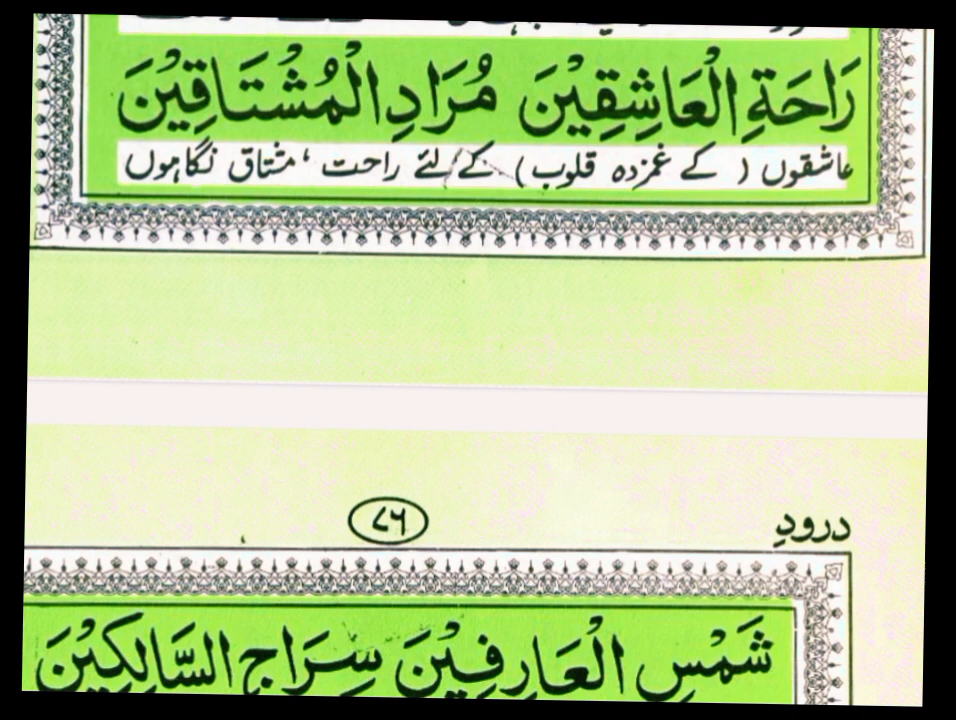 رَاحَةِ الْعَاشِقِيْنَ مُرَادِ الْمُشْتَاقِيْنَ
عاشقوں ( کے غمزدہ قلوب) کے لئے راحت ، مشتاق نگاہوں
درودِ
۷۶
شَمْسِ الْعَارِفِيْنَ سِرَاجِ السَّالِكِيْنَ